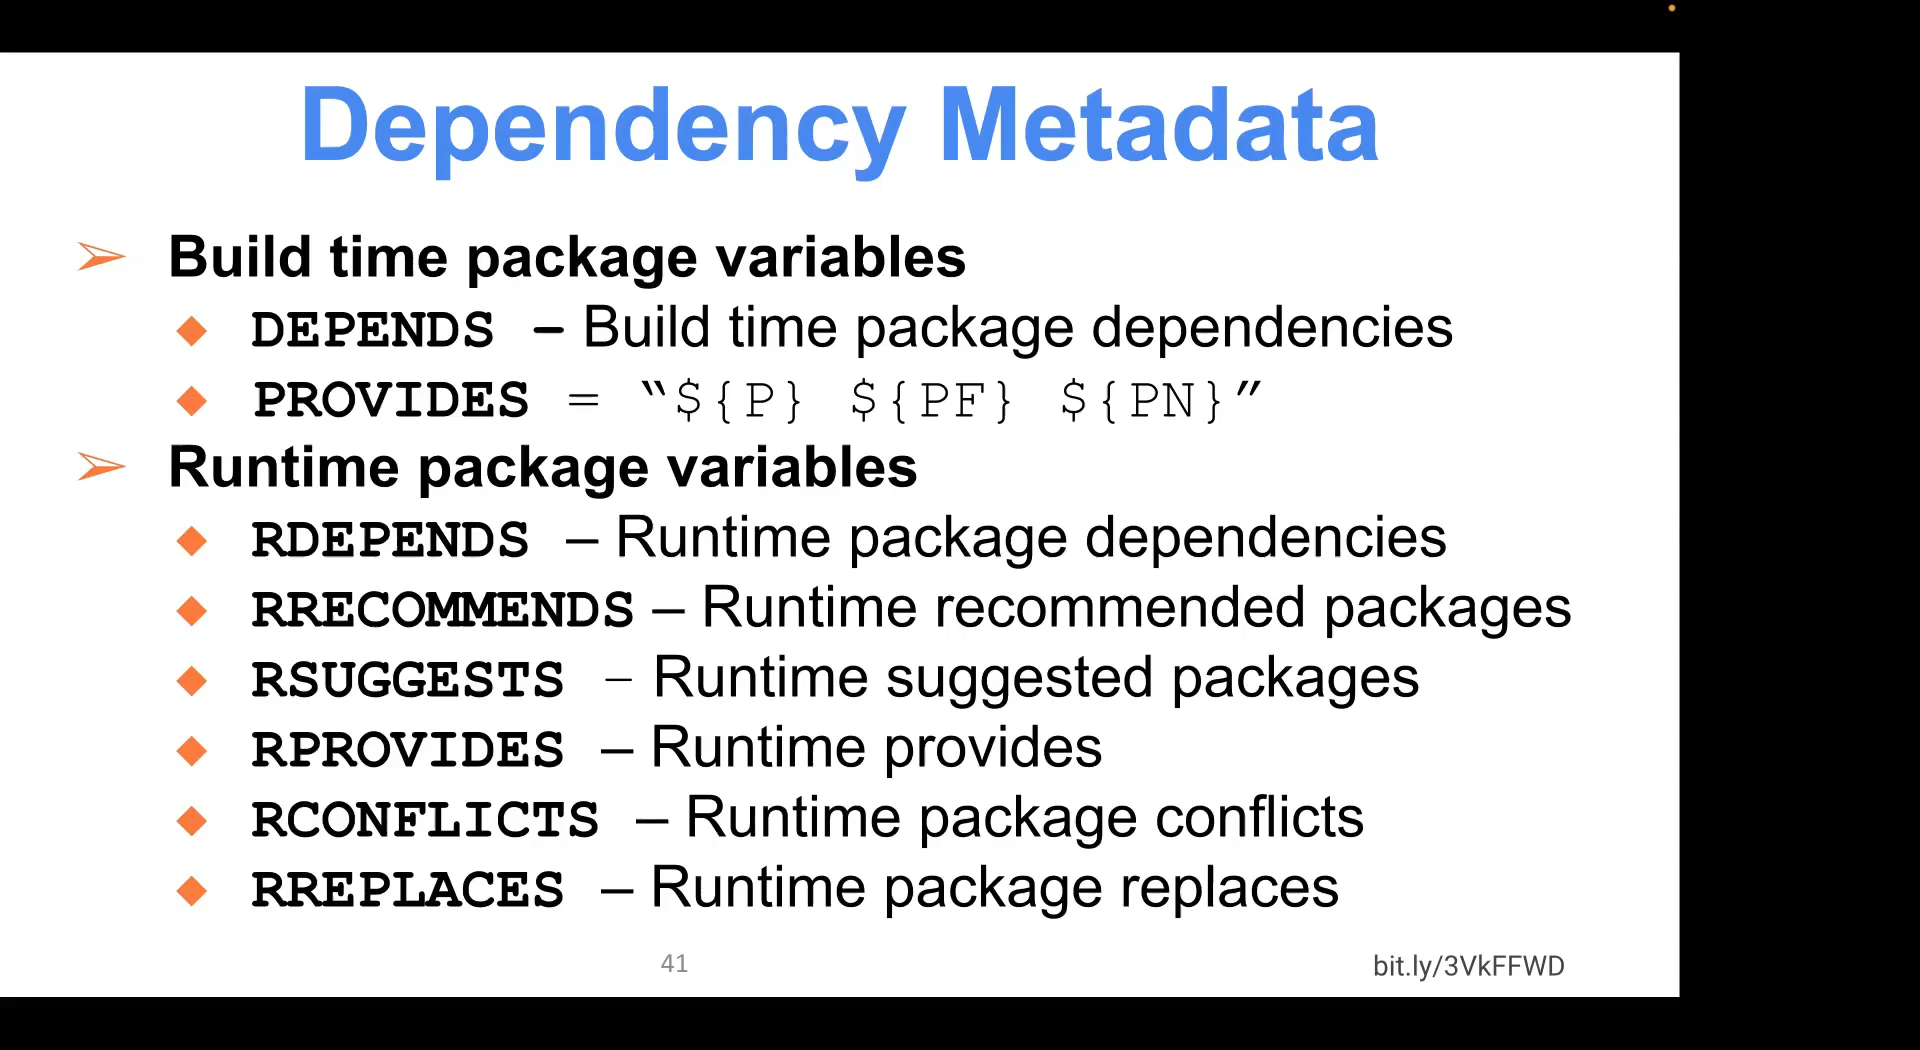 Dependency Metadata
➢ Build time package variables
◆ DEPENDS – Build time package dependencies
◆ PROVIDES = “${P} ${PF} ${PN}”
➢ Runtime package variables
◆ RDEPENDS – Runtime package dependencies
◆ RRECOMMENDS – Runtime recommended packages
◆ RSUGGESTS – Runtime suggested packages
◆ RPROVIDES – Runtime provides
◆ RCONFLICTS – Runtime package conflicts
◆ RREPLACES – Runtime package replaces
41
bit.ly/3VkFFWD